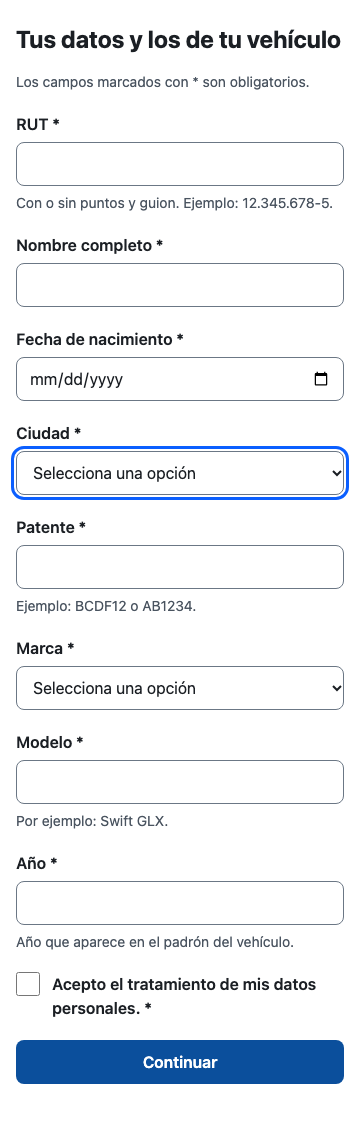 Tus datos y los de tu vehículo
Los campos marcados con * son obligatorios.
RUT *
Con o sin puntos y guion. Ejemplo: 12.345.678-5.
Nombre completo *
Fecha de nacimiento *
mm/dd/yyyy
Ciudad *
Selecciona una opción
Patente *
Ejemplo: BCDF12 o AB1234.
Marca *
Selecciona una opción
Modelo *
Por ejemplo: Swift GLX.
Año *
Año que aparece en el padrón del vehículo.
Acepto el tratamiento de mis datos
personales. *
Continuar